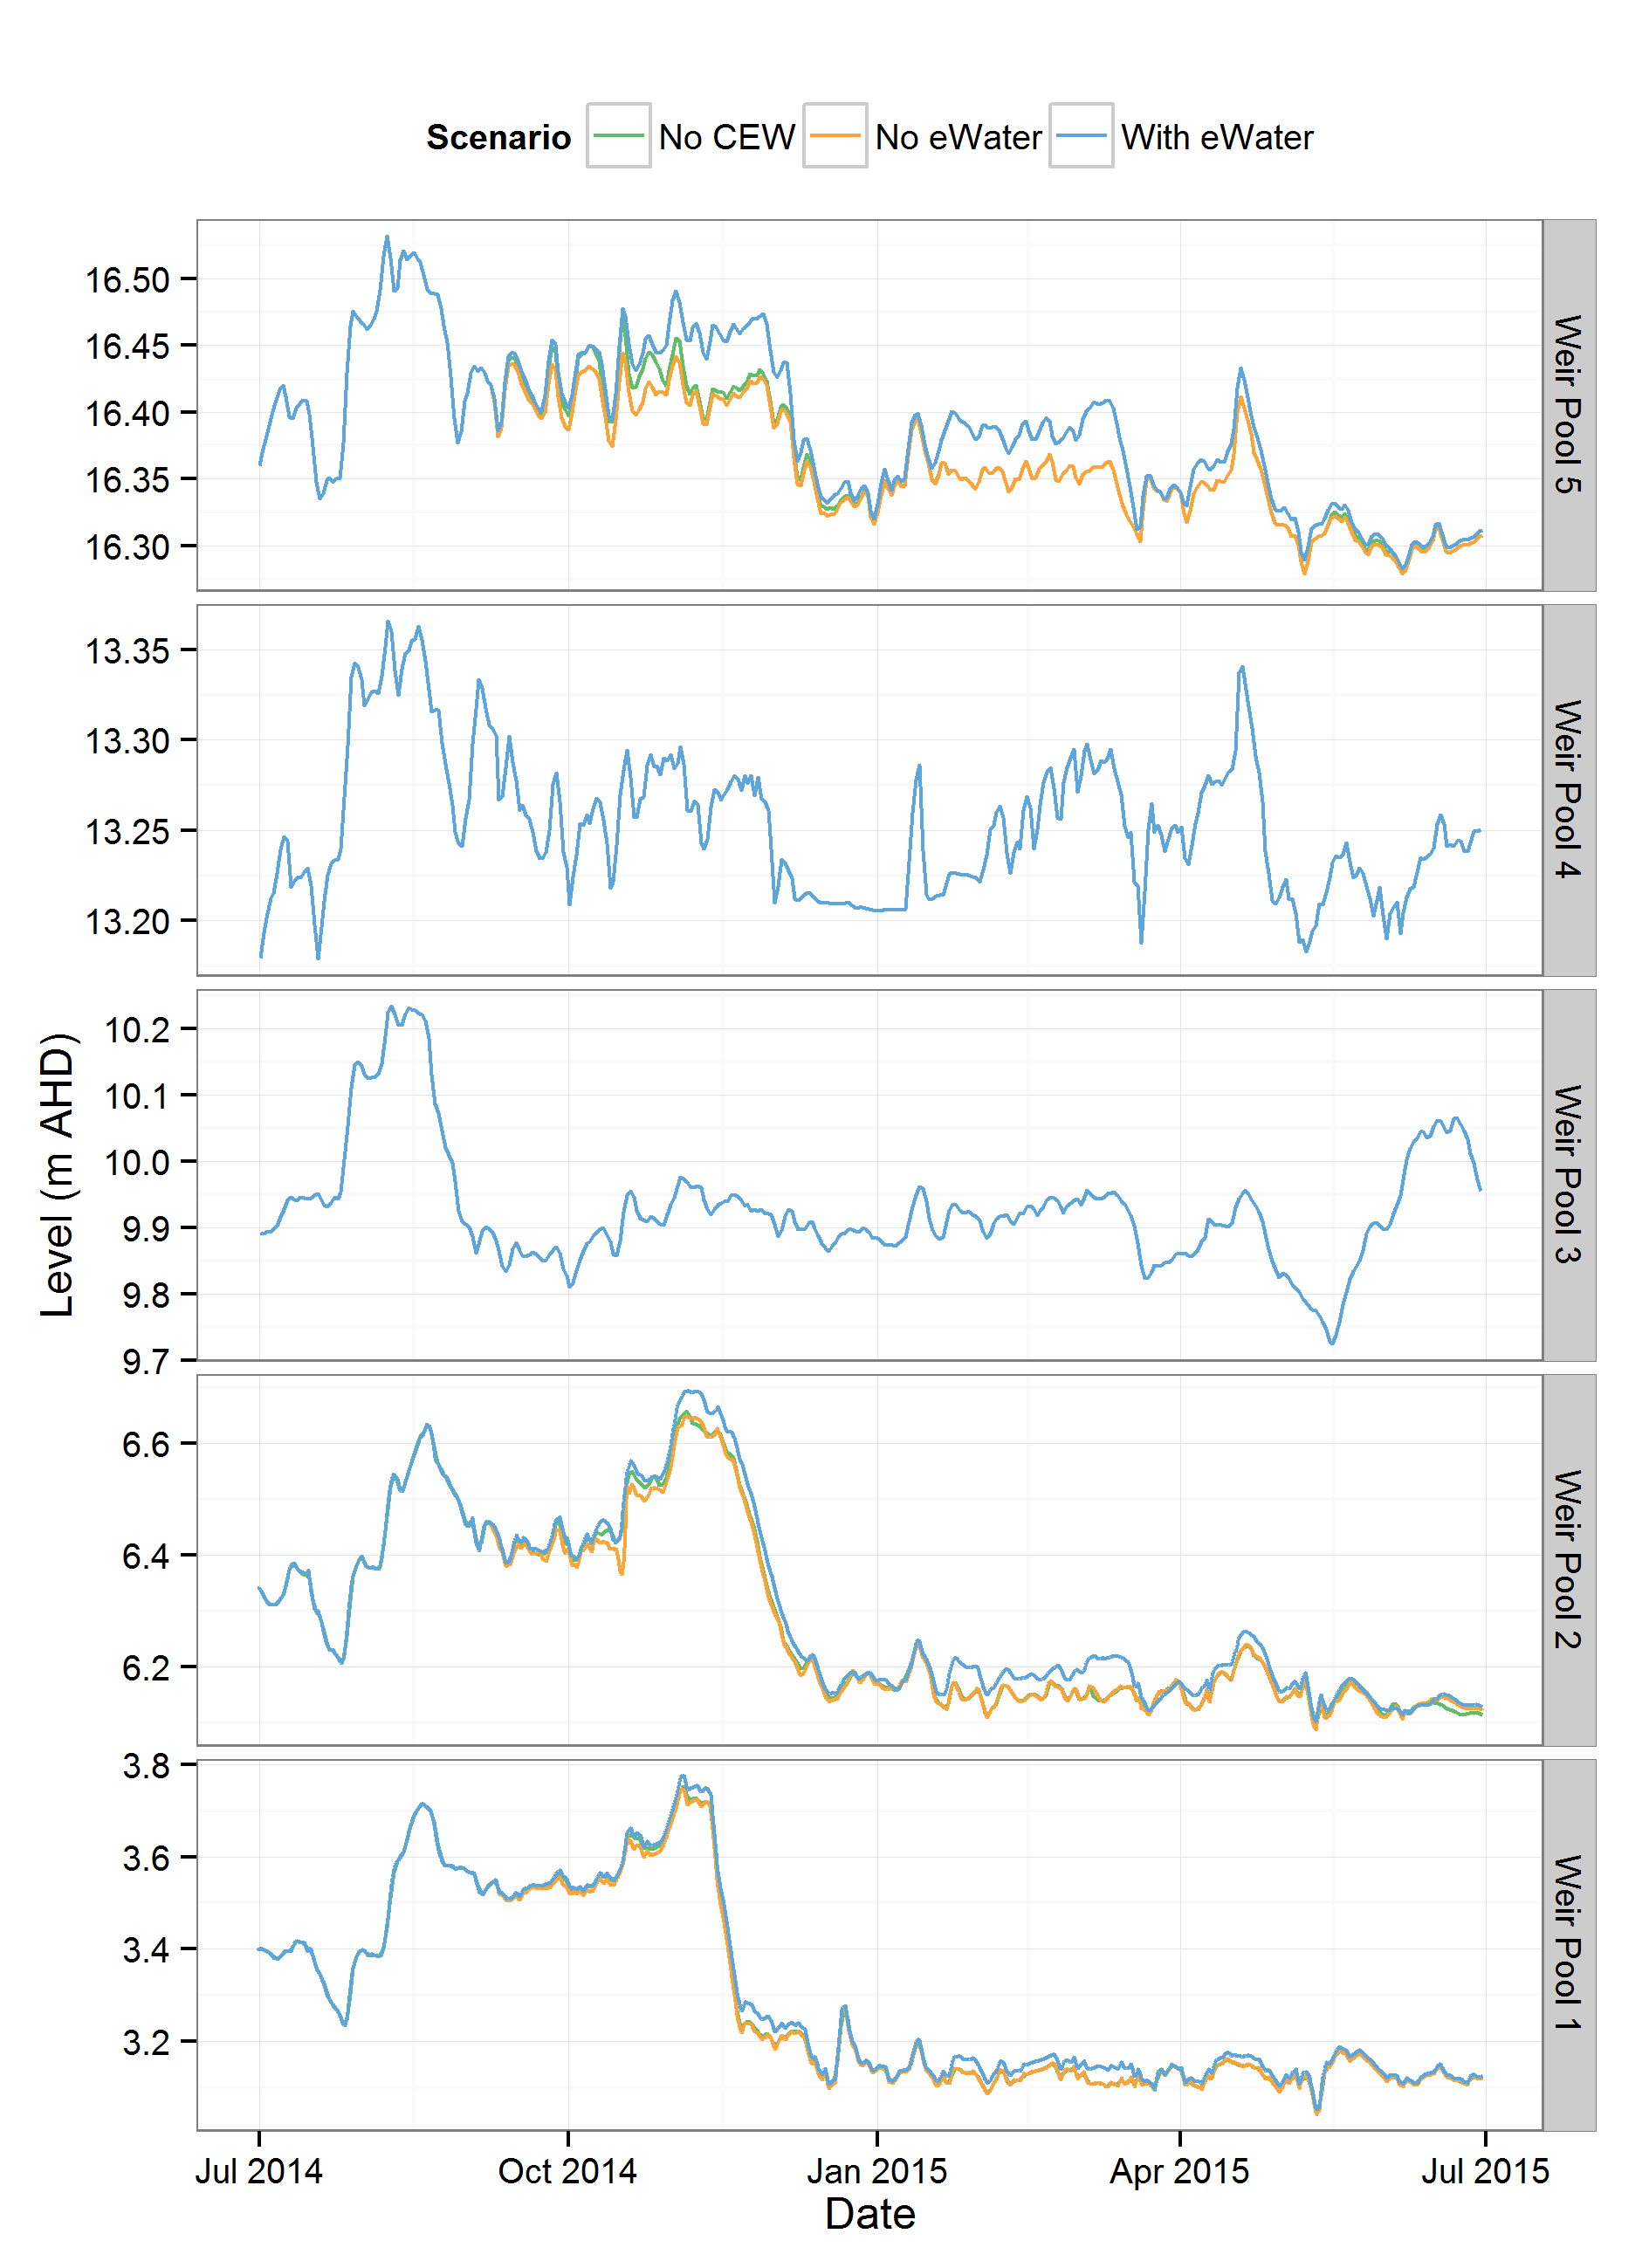 Scenario No CEW No eWater With eWater
16.50
16.45
16.40
16.35
16.30
Weir Pool 5
13.35
13.30
13.25
13.20
Weir Pool 4
Level (m AHD)
10.2
10.1
10.0
9.9
9.8
9.7
Weir Pool 3
6.6
6.4
6.2
Weir Pool 2
3.8
3.6
3.4
3.2
Weir Pool 1
Jul 2014 Oct 2014 Jan 2015 Apr 2015 Jul 2015
Date